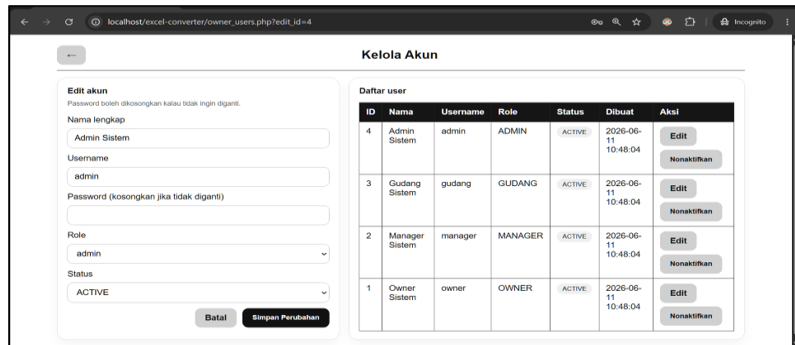 localhost/excel-converter/owner_users.php?edit_id=4
Incognito
←
Kelola Akun
Edit akun
Password boleh dikosongkan kalau tidak ingin diganti.
Nama lengkap
Admin Sistem
Username
admin
Password (kosongkan jika tidak diganti)
Role
admin
Status
ACTIVE
Batal Simpan Perubahan
Daftar user
ID Nama Username Role Status Dibuat Aksi
4 Admin Sistem admin ADMIN ACTIVE 2026-06-11 10:48:04 Edit Nonaktifkan
3 Gudang Sistem gudang GUDANG ACTIVE 2026-06-11 10:48:04 Edit Nonaktifkan
2 Manager Sistem manager MANAGER ACTIVE 2026-06-11 10:48:04 Edit Nonaktifkan
1 Owner Sistem owner OWNER ACTIVE 2026-06-11 10:48:04 Edit Nonaktifkan